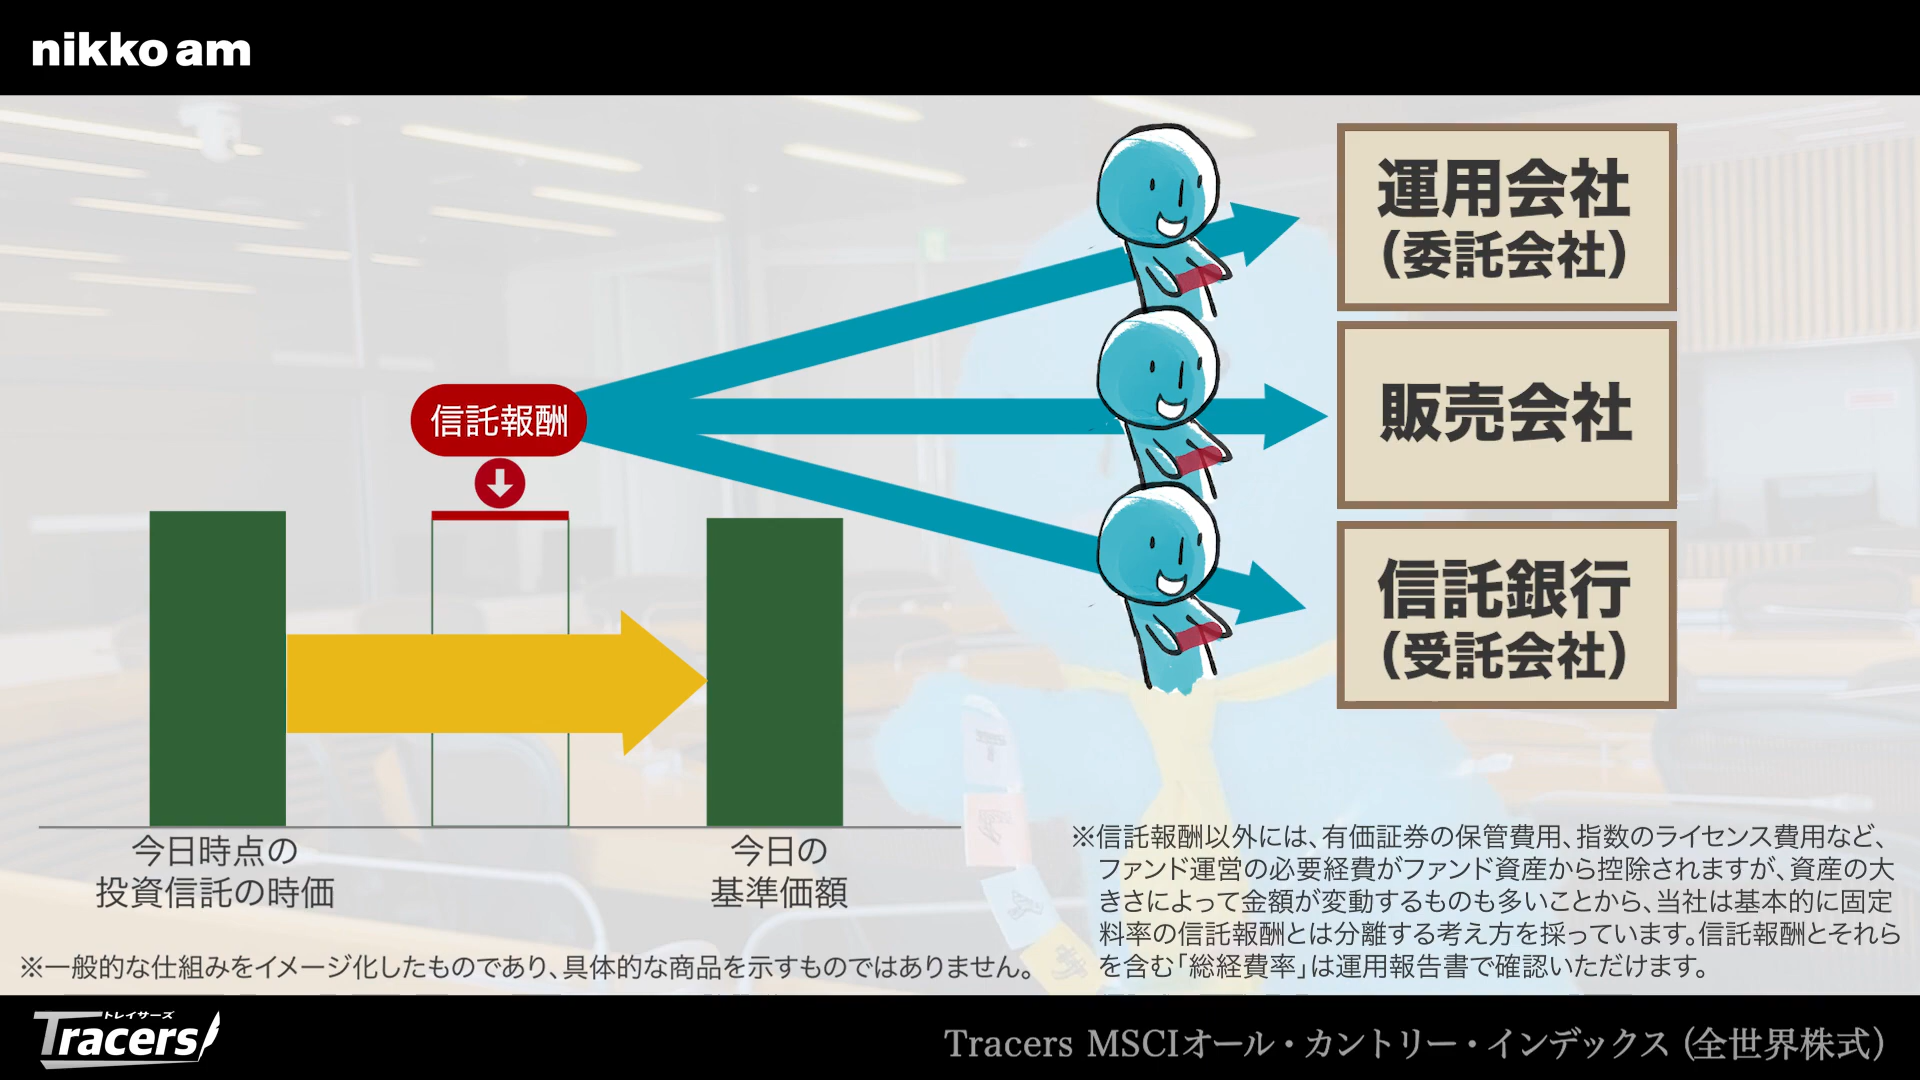 nikko am
運用会社
（委託会社）
販売会社
信託銀行
（受託会社）
信託報酬
今日時点の
投資信託の時価
今日の
基準価額
※一般的な仕組みをイメージ化したものであり、具体的な商品を示すものではありません。
※信託報酬以外には、有価証券の保管費用、指数のライセンス費用など、
ファンド運営の必要経費がファンド資産から控除されますが、資産の大
きさによって金額が変動するものも多いことから、当社は基本的に固定
料率の信託報酬とは分離する考え方を採っています。信託報酬とそれら
を含む「総経費率」は運用報告書で確認いただけます。
トレイサーズ
Tracers
Tracers MSCIオール・カントリー・インデックス（全世界株式）